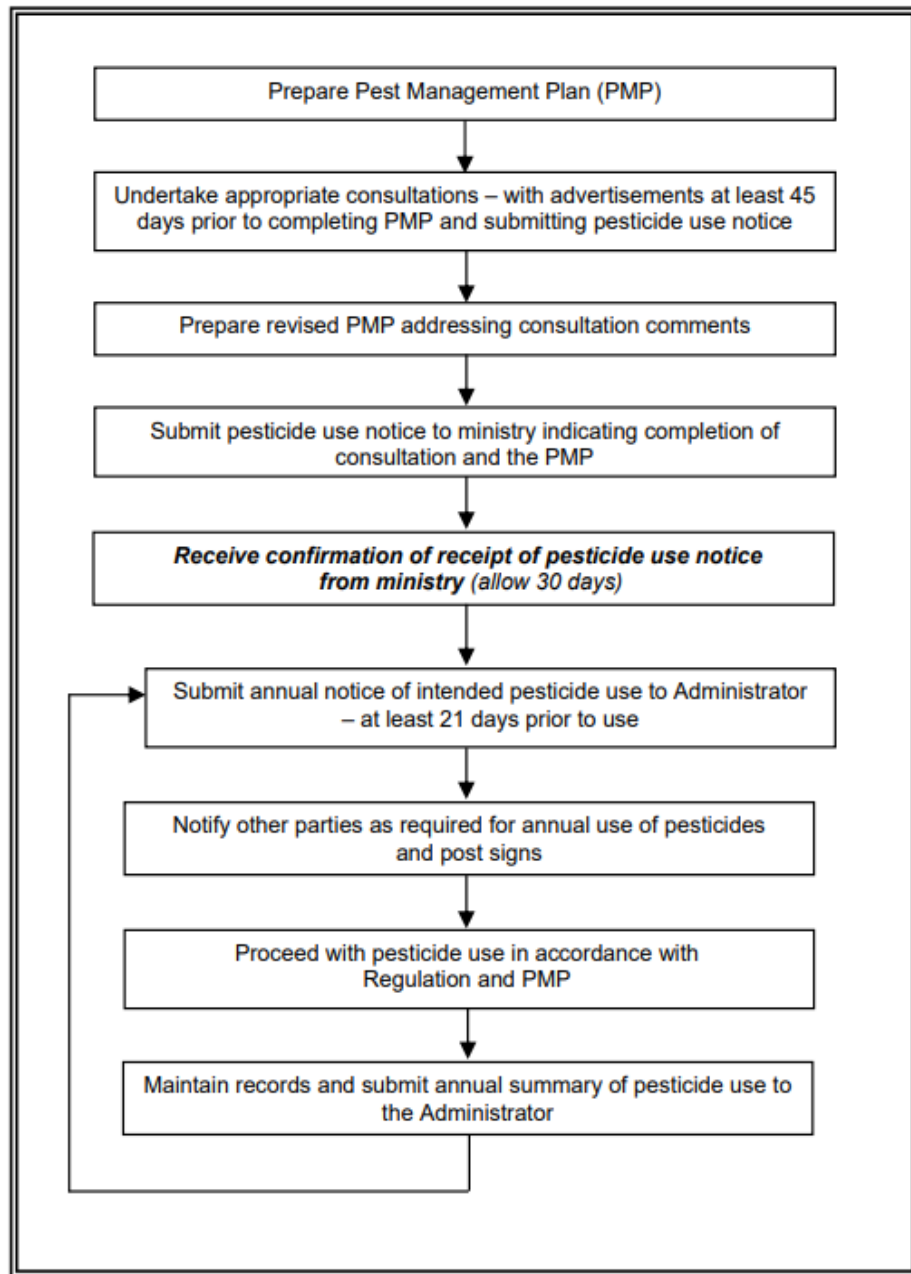 Prepare Pest Management Plan (PMP)
Undertake appropriate consultations – with advertisements at least 45
days prior to completing PMP and submitting pesticide use notice
Prepare revised PMP addressing consultation comments
Submit pesticide use notice to ministry indicating completion of
consultation and the PMP
Receive confirmation of receipt of pesticide use notice
from ministry (allow 30 days)
Submit annual notice of intended pesticide use to Administrator
– at least 21 days prior to use
Notify other parties as required for annual use of pesticides
and post signs
Proceed with pesticide use in accordance with
Regulation and PMP
Maintain records and submit annual summary of pesticide use to
the Administrator